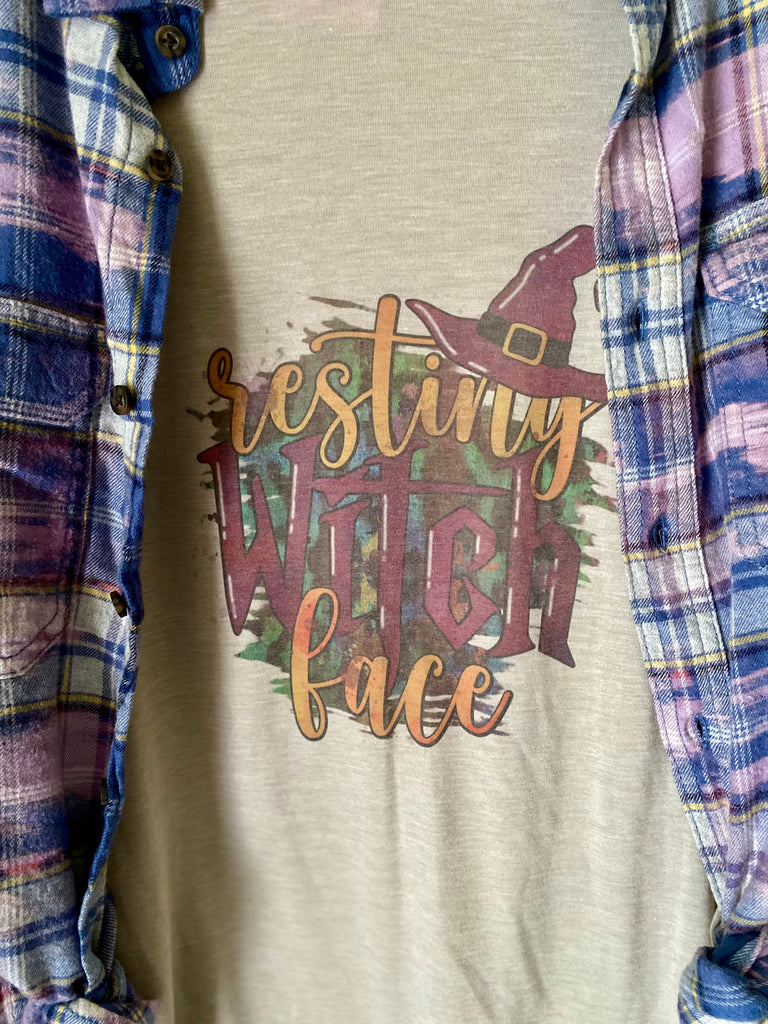 resting
Witch
face